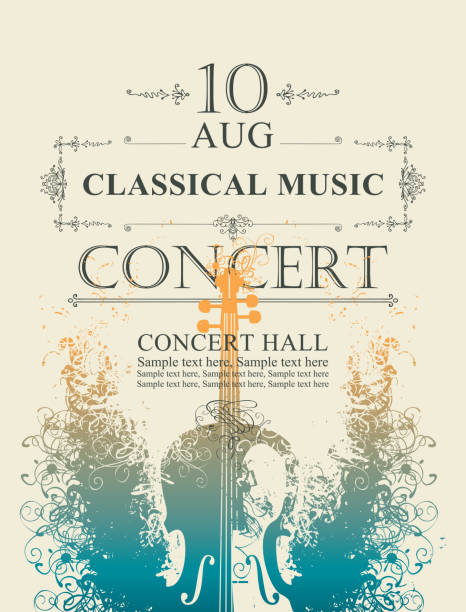 10
AUG
CLASSICAL MUSIC
CONCERT
CONCERT HALL
Sample text here, Sample text here
Sample text here, Sample text here, Sample text here
Sample text here, Sample text here, Sample text here